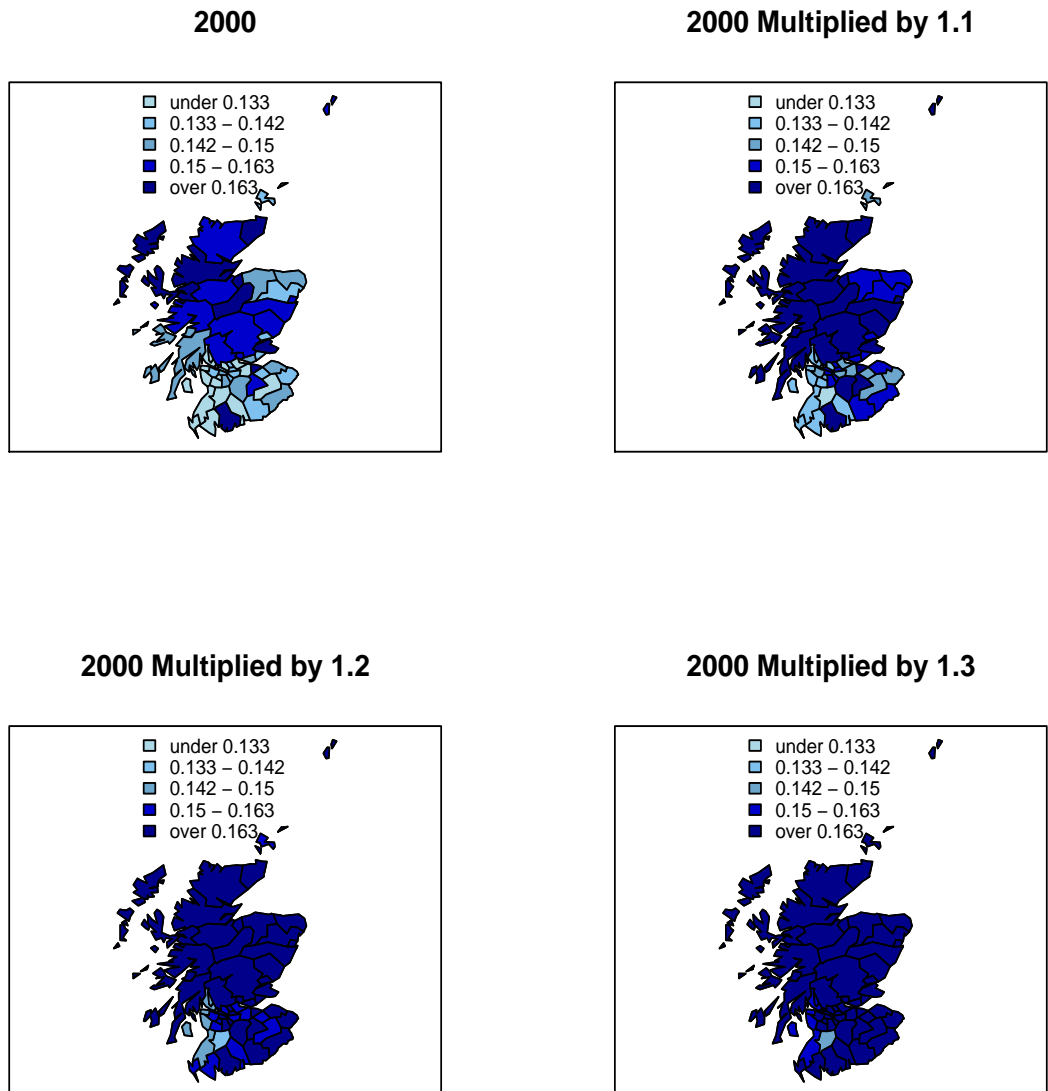 2000
under 0.133
0.133 − 0.142
0.142 − 0.15
0.15 − 0.163
over 0.163
2000 Multiplied by 1.1
under 0.133
0.133 − 0.142
0.142 − 0.15
0.15 − 0.163
over 0.163
2000 Multiplied by 1.2
under 0.133
0.133 − 0.142
0.142 − 0.15
0.15 − 0.163
over 0.163
2000 Multiplied by 1.3
under 0.133
0.133 − 0.142
0.142 − 0.15
0.15 − 0.163
over 0.163